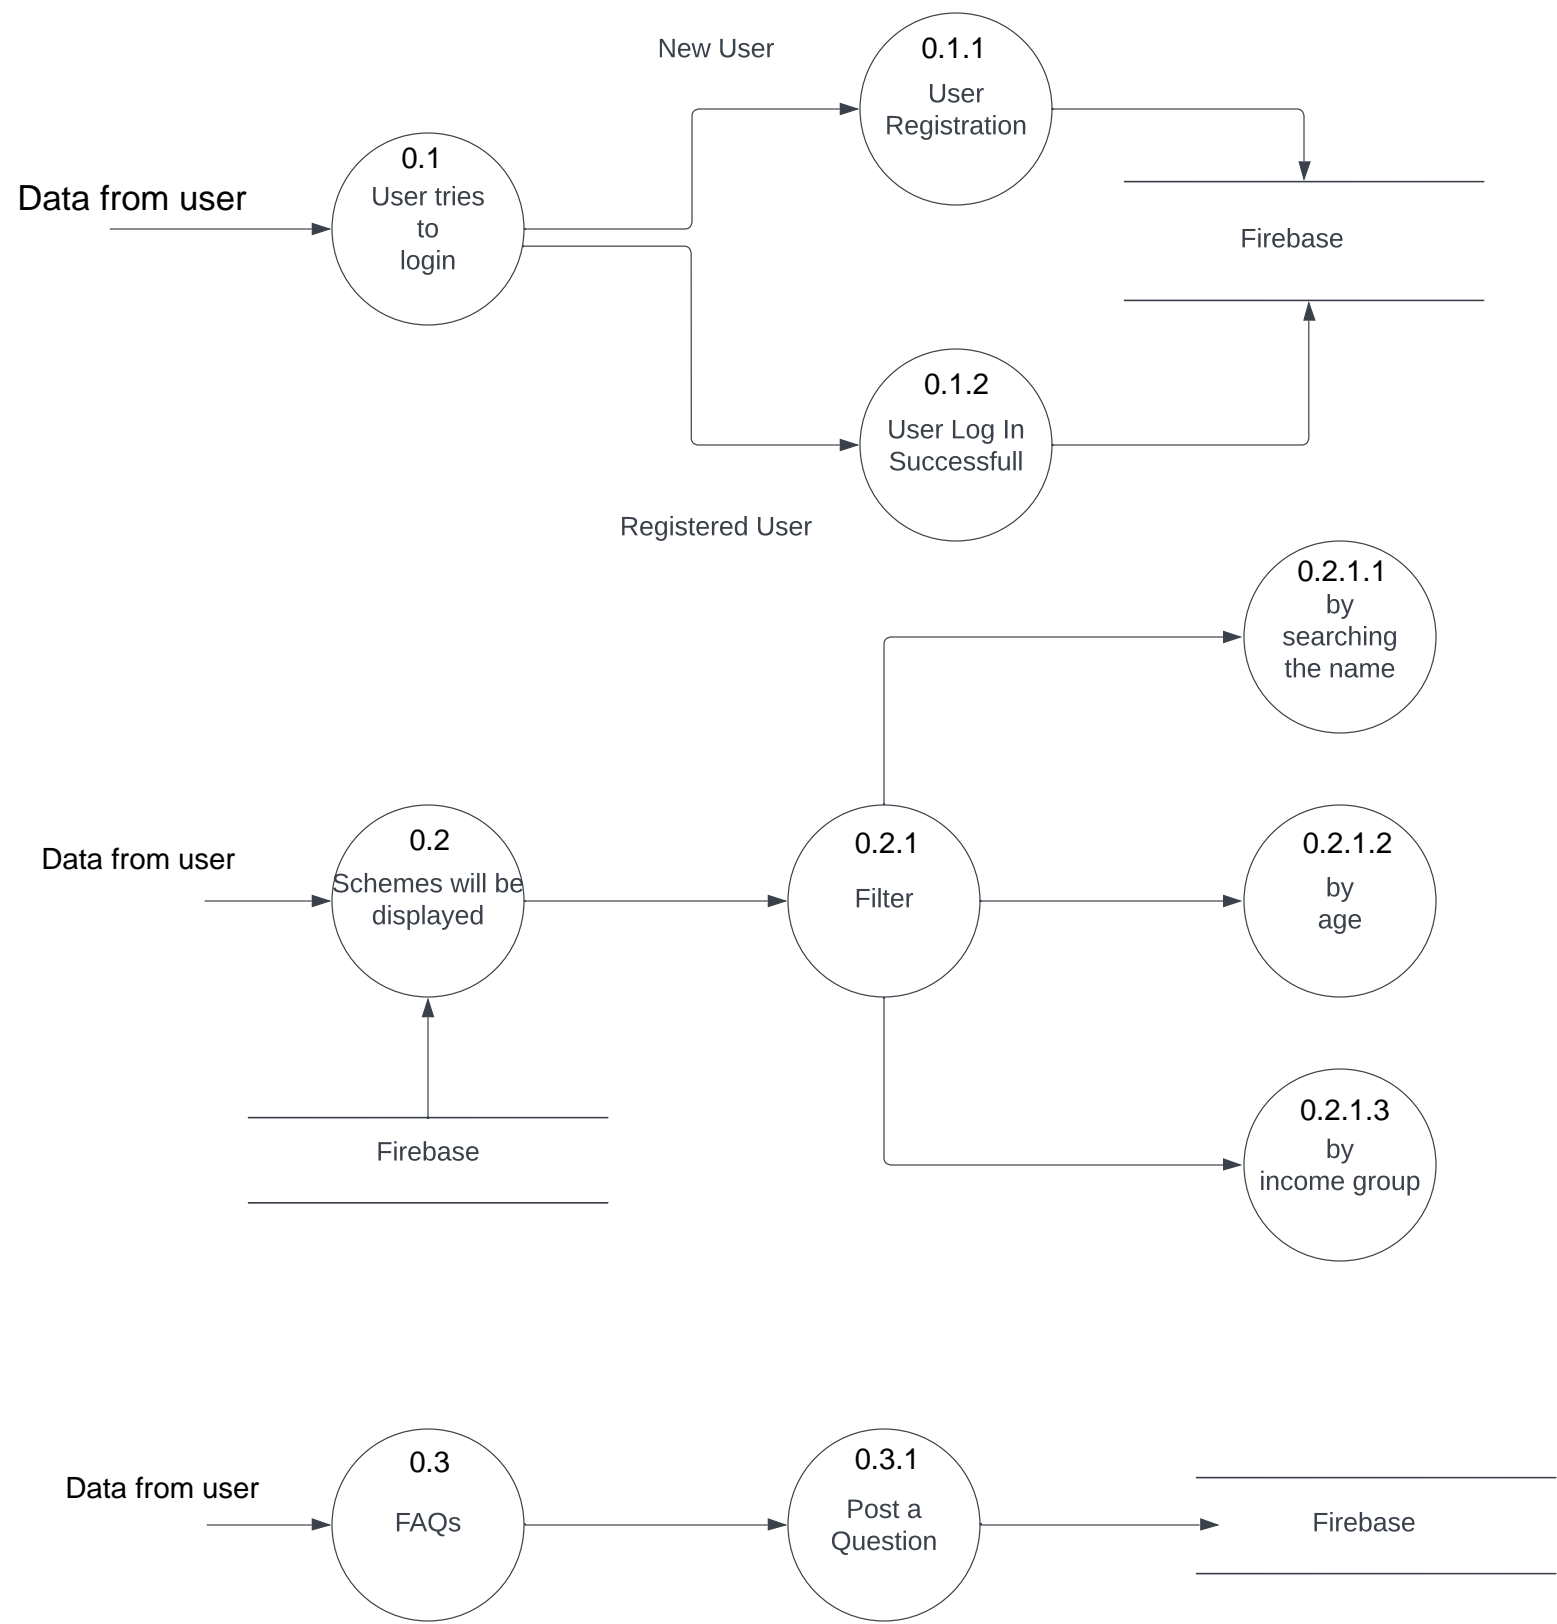 New User
0.1.1
User
Registration
0.1
User tries
to
login
Data from user
Firebase
0.1.2
User Log In
Successfull
Registered User
0.2.1.1
by
searching
the name
Data from user
0.2
Schemes will be
displayed
0.2.1
Filter
0.2.1.2
by
age
Firebase
0.2.1.3
by
income group
Data from user
0.3
FAQs
0.3.1
Post a
Question
Firebase